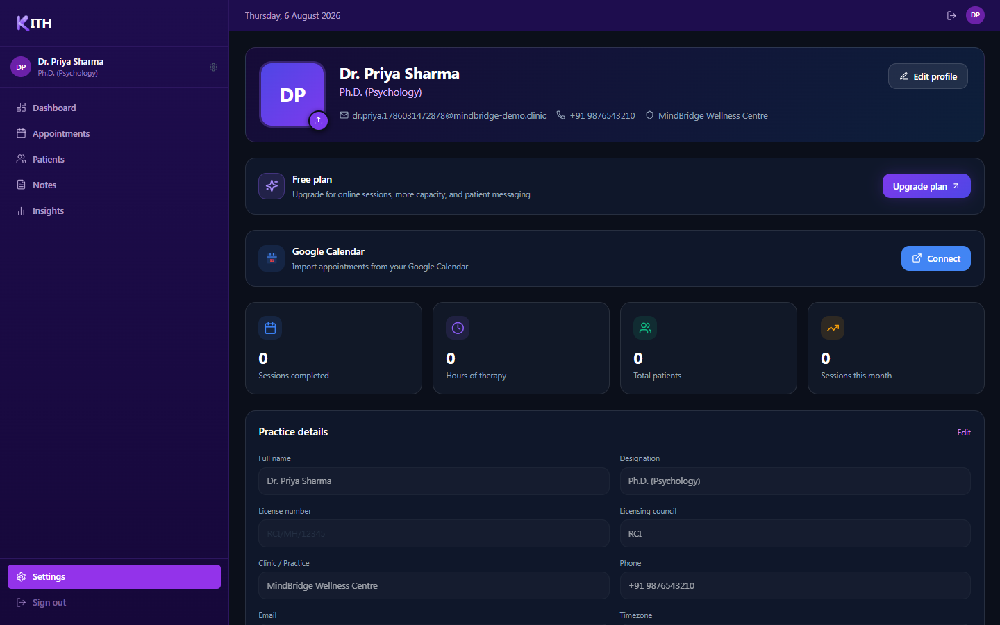 KITH
Thursday, 6 August 2026
DP
DP
Dr. Priya Sharma
Ph.D. (Psychology)
Dashboard
Appointments
Patients
Notes
Insights
Settings
Sign out
DP
Dr. Priya Sharma
Ph.D. (Psychology)
dr.priya.1786031472878@mindbridge-demo.clinic
+91 9876543210
MindBridge Wellness Centre
Edit profile
Free plan
Upgrade for online sessions, more capacity, and patient messaging
Upgrade plan
Google Calendar
Import appointments from your Google Calendar
Connect
0
Sessions completed
0
Hours of therapy
0
Total patients
0
Sessions this month
Practice details
Edit
Full name
Dr. Priya Sharma
Designation
Ph.D. (Psychology)
License number
RCI/MH/12345
Licensing council
RCI
Clinic / Practice
MindBridge Wellness Centre
Phone
+91 9876543210
Email
Timezone